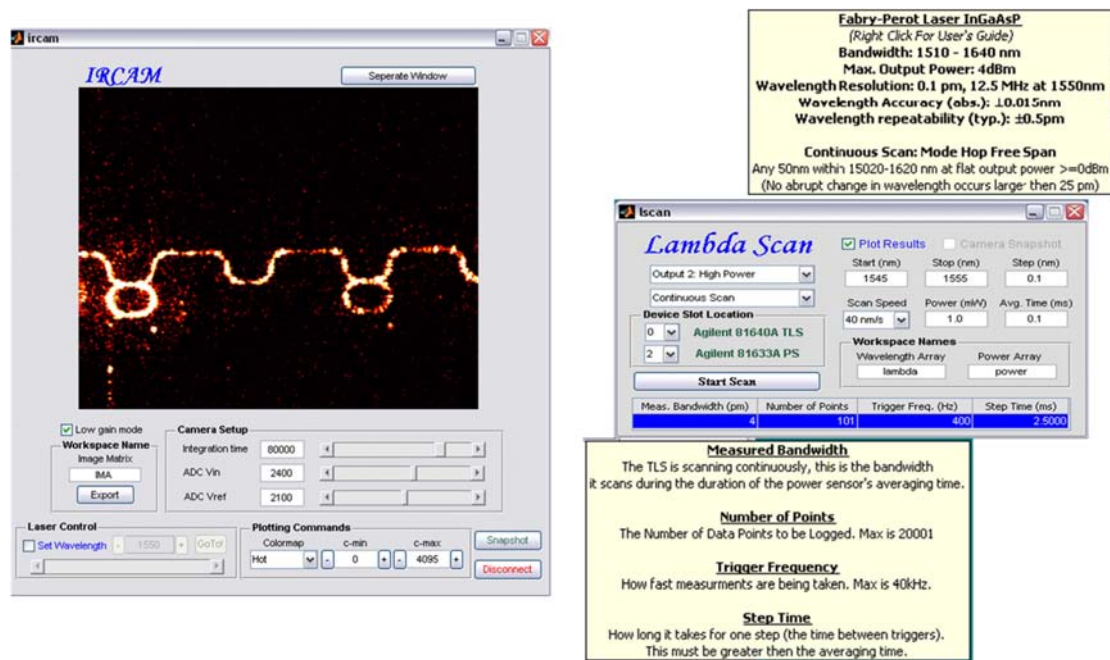 ircam
IRCAM
Seperate Window
Low gain mode
Workspace Name
Image Matrix
IMA
Export
Camera Setup
Integration time 80000
ADC Vin 2400
ADC Vref 2100
Laser Control
Set Wavelength - 1550 + GoTo!
Plotting Commands
Colormap c-min c-max
Hot - 0 + - 4095 +
Snapshot
Disconnect
Fabry-Perot Laser InGaAsP
(Right Click For User's Guide)
Bandwidth: 1510 - 1640 nm
Max. Output Power: 4dBm
Wavelength Resolution: 0.1 pm, 12.5 MHz at 1550nm
Wavelength Accuracy (abs.): ±0.015nm
Wavelength repeatability (typ.): ±0.5pm
Continuous Scan: Mode Hop Free Span
Any 50nm within 15020-1620 nm at flat output power >=0dBm
(No abrupt change in wavelength occurs larger then 25 pm)
lscan
Lambda Scan
Plot Results Camera Snapshot
Output 2: High Power
Continuous Scan
Start (nm) Stop (nm) Step (nm)
1545 1555 0.1
Scan Speed Power (mW) Avg. Time (ms)
40 nm/s 1.0 0.1
Device Slot Location
0 Agilent 81640A TLS
2 Agilent 81633A PS
Workspace Names
Wavelength Array Power Array
lambda power
Start Scan
Meas. Bandwidth (pm) Number of Points Trigger Freq. (Hz) Step Time (ms)
4 101 400 2.5000
Measured Bandwidth
The TLS is scanning continuously, this is the bandwidth
it scans during the duration of the power sensor's averaging time.
Number of Points
The Number of Data Points to be Logged. Max is 20001
Trigger Frequency
How fast measurments are being taken. Max is 40kHz.
Step Time
How long it takes for one step (the time between triggers).
This must be greater then the averaging time.